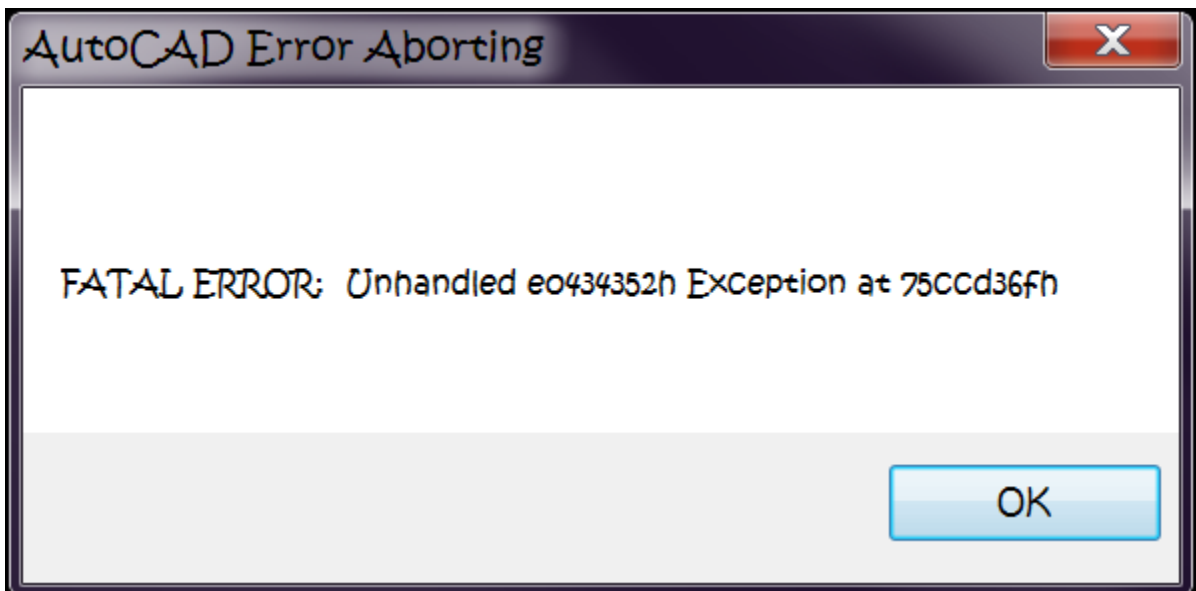 AutoCAD Error Aborting
FATAL ERROR:  Unhandled e0434352h Exception at 75ccd36fh
OK